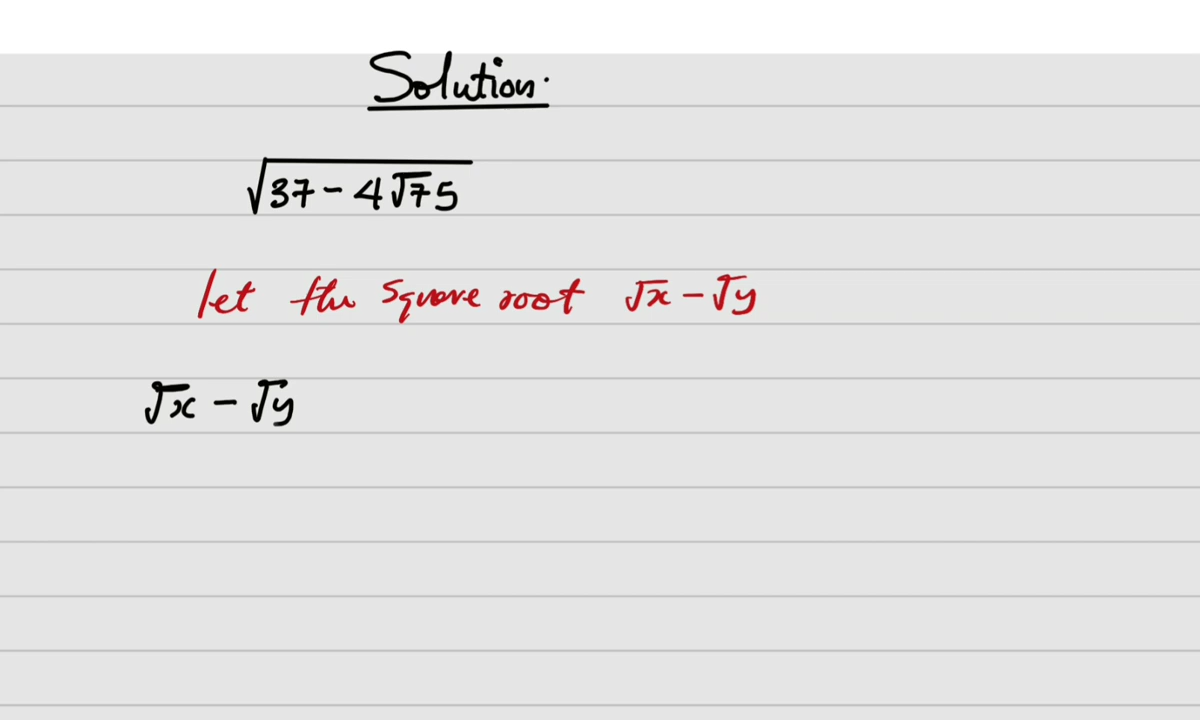 Solution.
√37 - 4√75
let the square root √x - √y
√x - √y